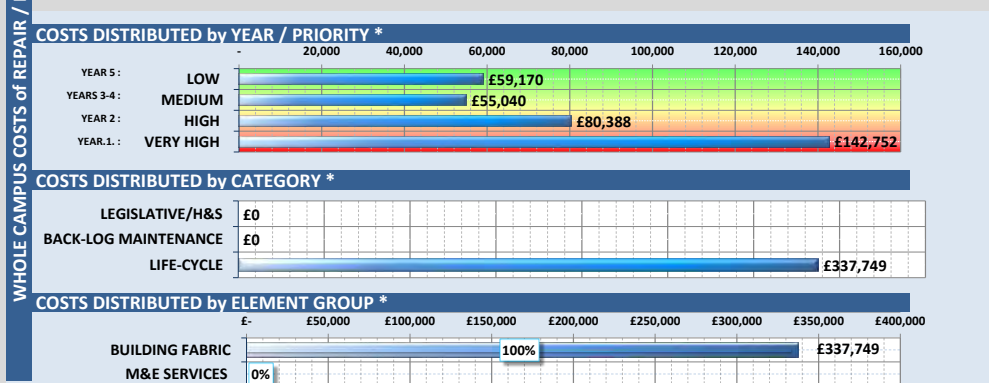 WHOLE CAMPUS COSTS of REPAIR /
COSTS DISTRIBUTED by YEAR / PRIORITY *
- 20,000 40,000 60,000 80,000 100,000 120,000 140,000 160,000
YEAR 5 : LOW £59,170
YEARS 3-4 : MEDIUM £55,040
YEAR 2 : HIGH £80,388
YEAR.1. : VERY HIGH £142,752
COSTS DISTRIBUTED by CATEGORY *
LEGISLATIVE/H&S £0
BACK-LOG MAINTENANCE £0
LIFE-CYCLE £337,749
COSTS DISTRIBUTED by ELEMENT GROUP *
£- £50,000 £100,000 £150,000 £200,000 £250,000 £300,000 £350,000 £400,000
BUILDING FABRIC 100% £337,749
M&E SERVICES 0%